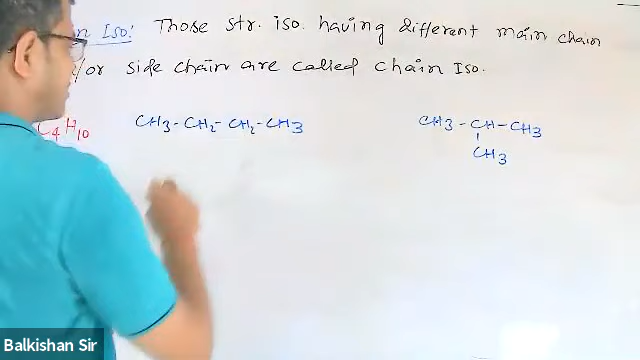 n Iso: Those str. iso. having different main chain
/or side chain are called chain Iso.
C4H10 CH3-CH2-CH2-CH3 CH3-CH-CH3
|
CH3
Balkishan Sir